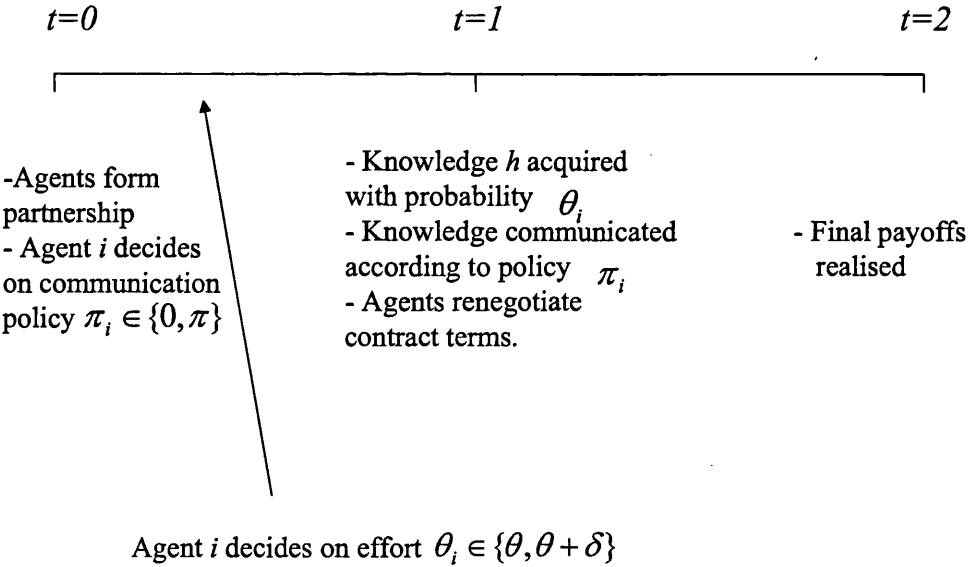 t=0 t=1 t=2
-Agents form
partnership
- Agent i decides
on communication
policy π_i ∈ {0, π}
- Knowledge h acquired
with probability θ_i
- Knowledge communicated
according to policy π_i
- Agents renegotiate
contract terms.
- Final payoffs
realised
Agent i decides on effort θ_i ∈ {θ, θ + δ}